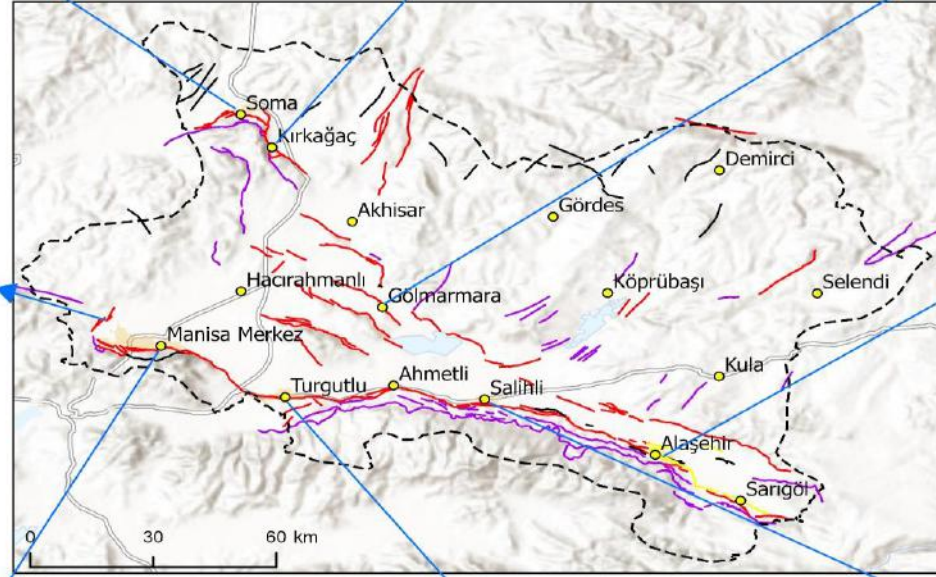 Soma
Kırkağaç
Demirci
Akhisar
Gördes
Hacırahmanlı
Gölmarmara
Köprübaşı
Selendi
Manisa Merkez
Turgutlu
Ahmetli
Salihli
Kula
Alaşehir
Sarıgöl
0 30 60 km